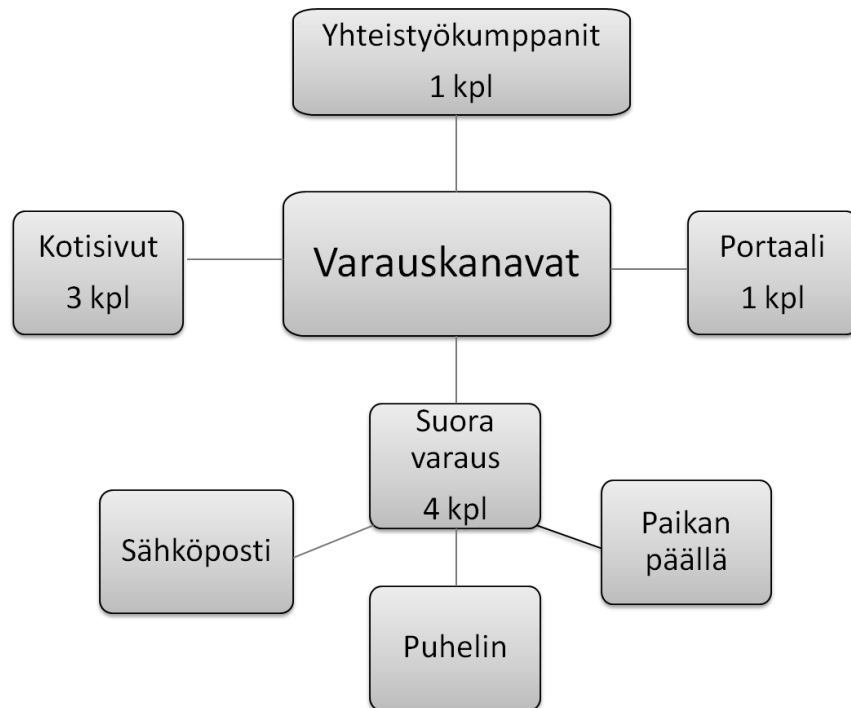 Yhteistyökumppanit
1 kpl
Kotisivut
3 kpl
Varauskanavat
Portaali
1 kpl
Suora
varaus
4 kpl
Sähköposti
Paikan
päällä
Puhelin